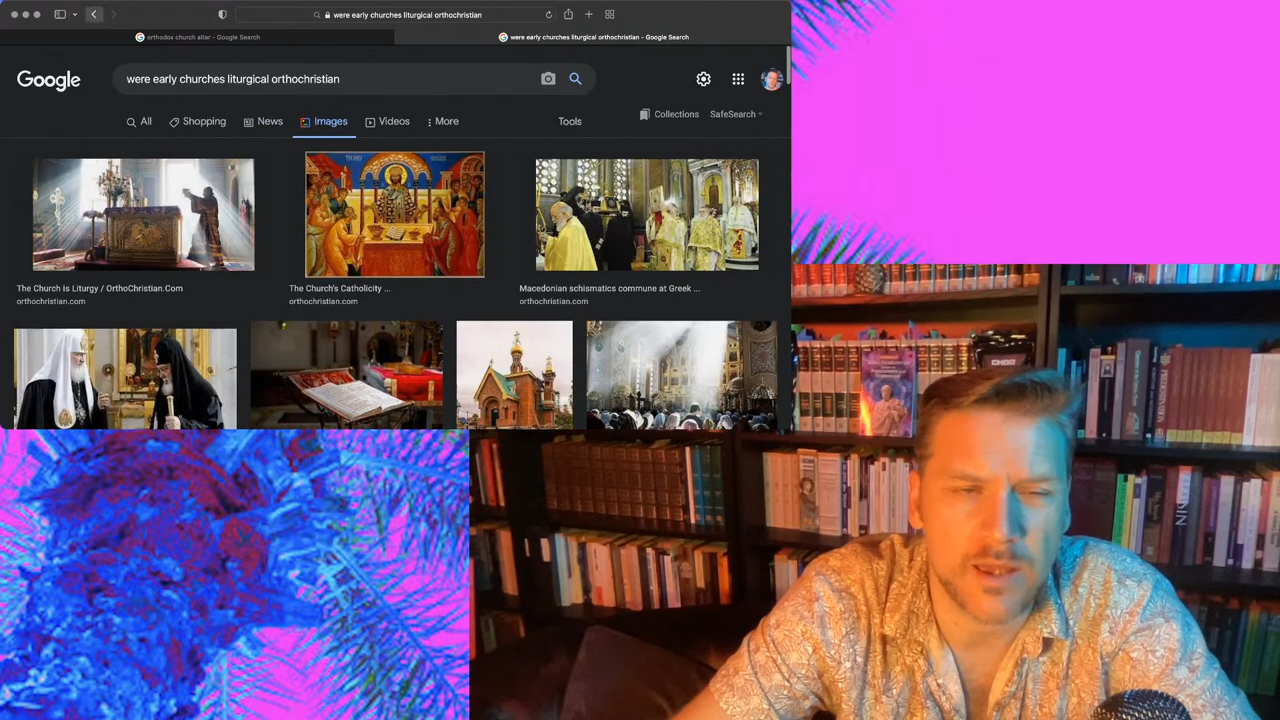 were early churches liturgical orthochristian
orthodox church altar - Google Search
were early churches liturgical orthochristian - Google Search
Google
were early churches liturgical orthochristian
All
Shopping
News
Images
Videos
More
Tools
Collections
SafeSearch
The Church is Liturgy / OrthoChristian.Com
orthochristian.com
The Church's Catholicity ...
orthochristian.com
Macedonian schismatics commune at Greek ...
orthochristian.com